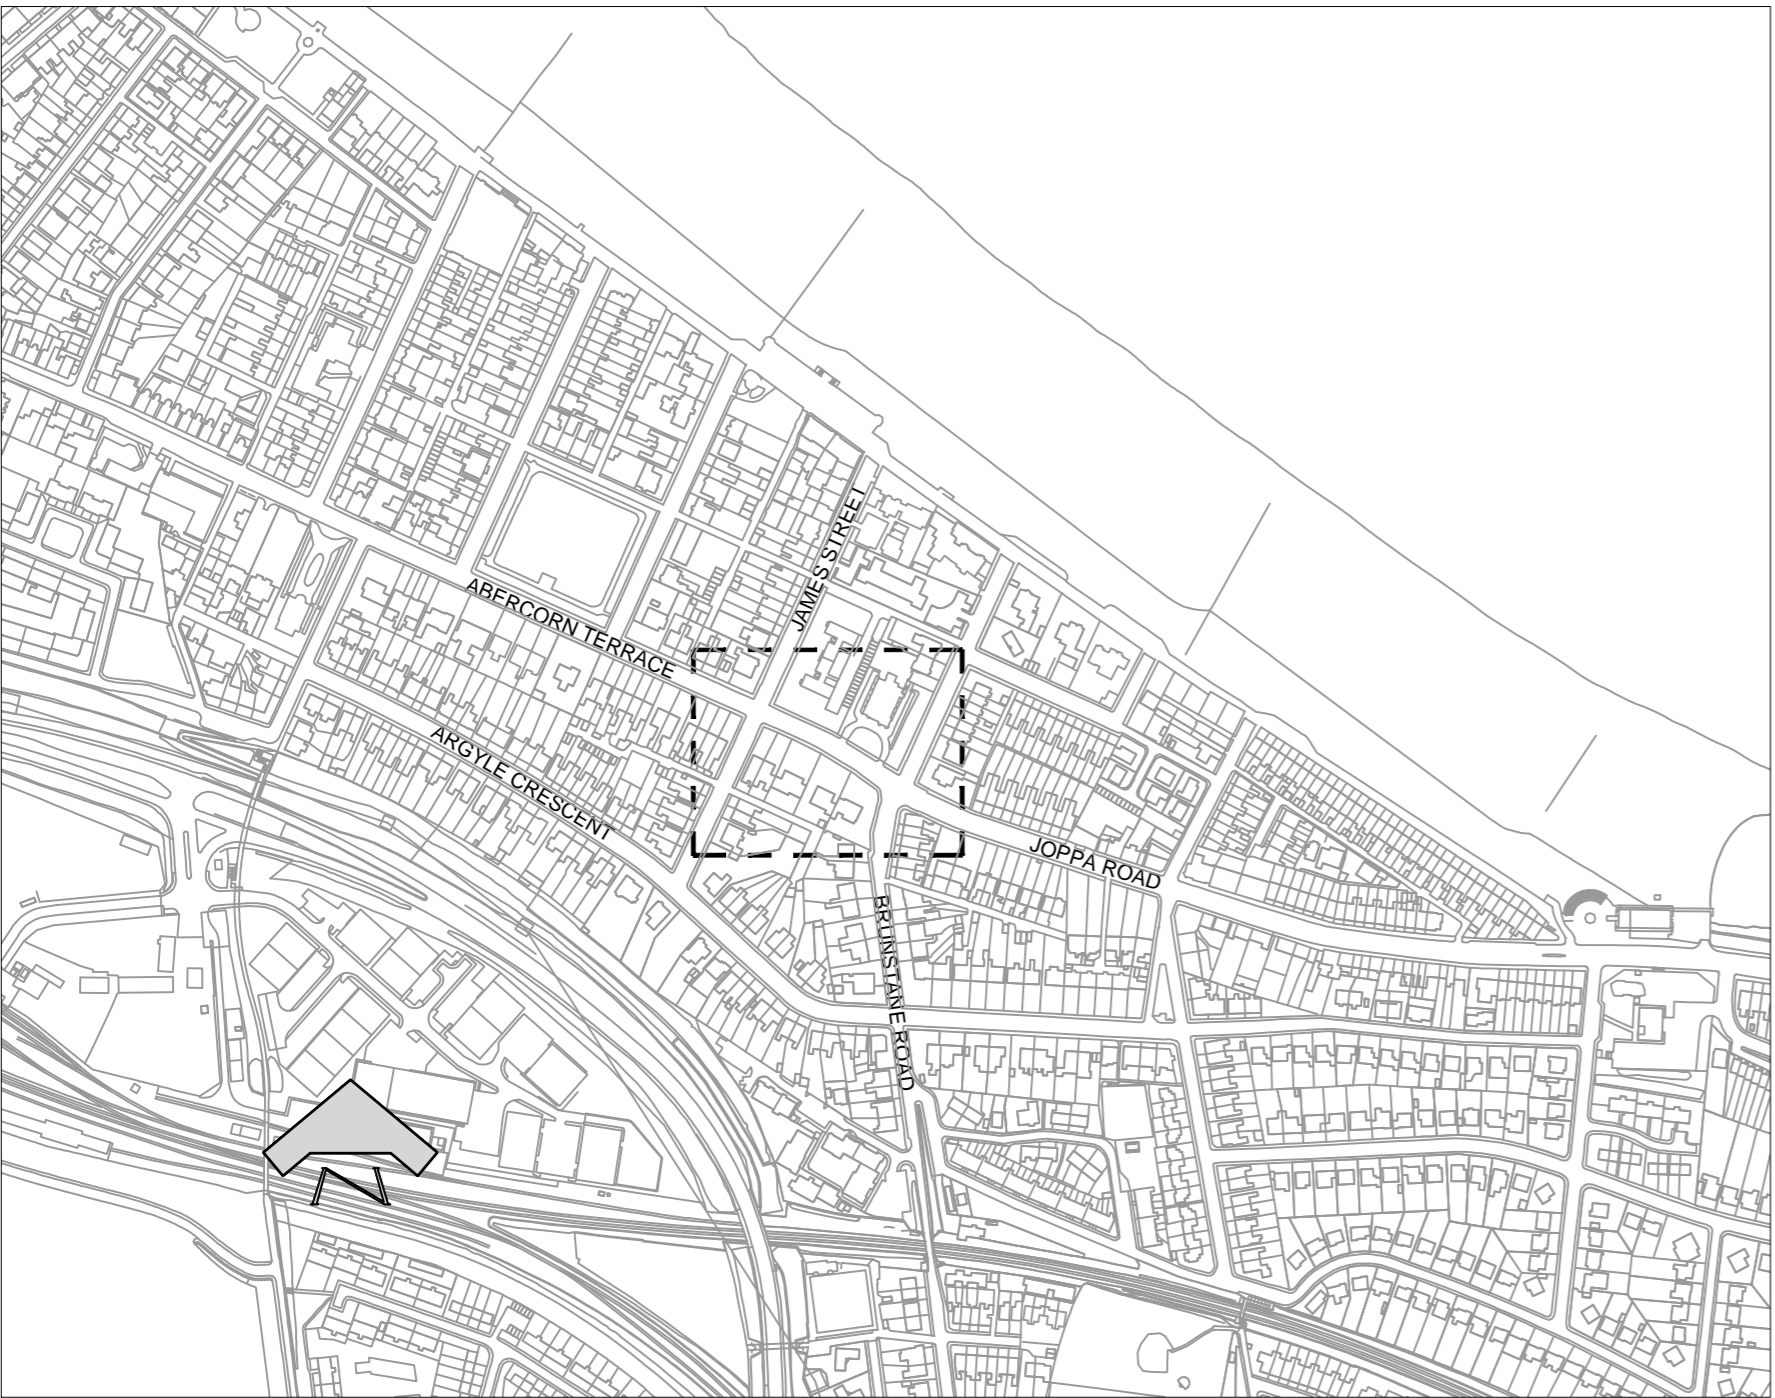 JAMES STREET
ABERCORN TERRACE
ARGYLE CRESCENT
JOPPA ROAD
BRUNSTANE ROAD
N